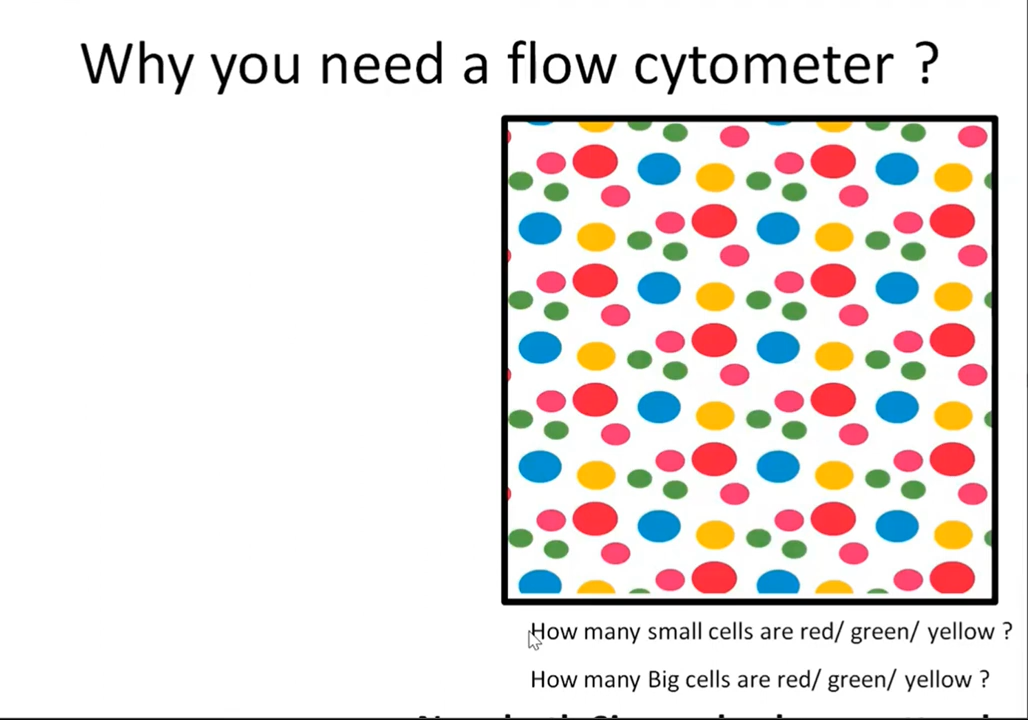 Why you need a flow cytometer ?
How many small cells are red/ green/ yellow ?
How many Big cells are red/ green/ yellow ?